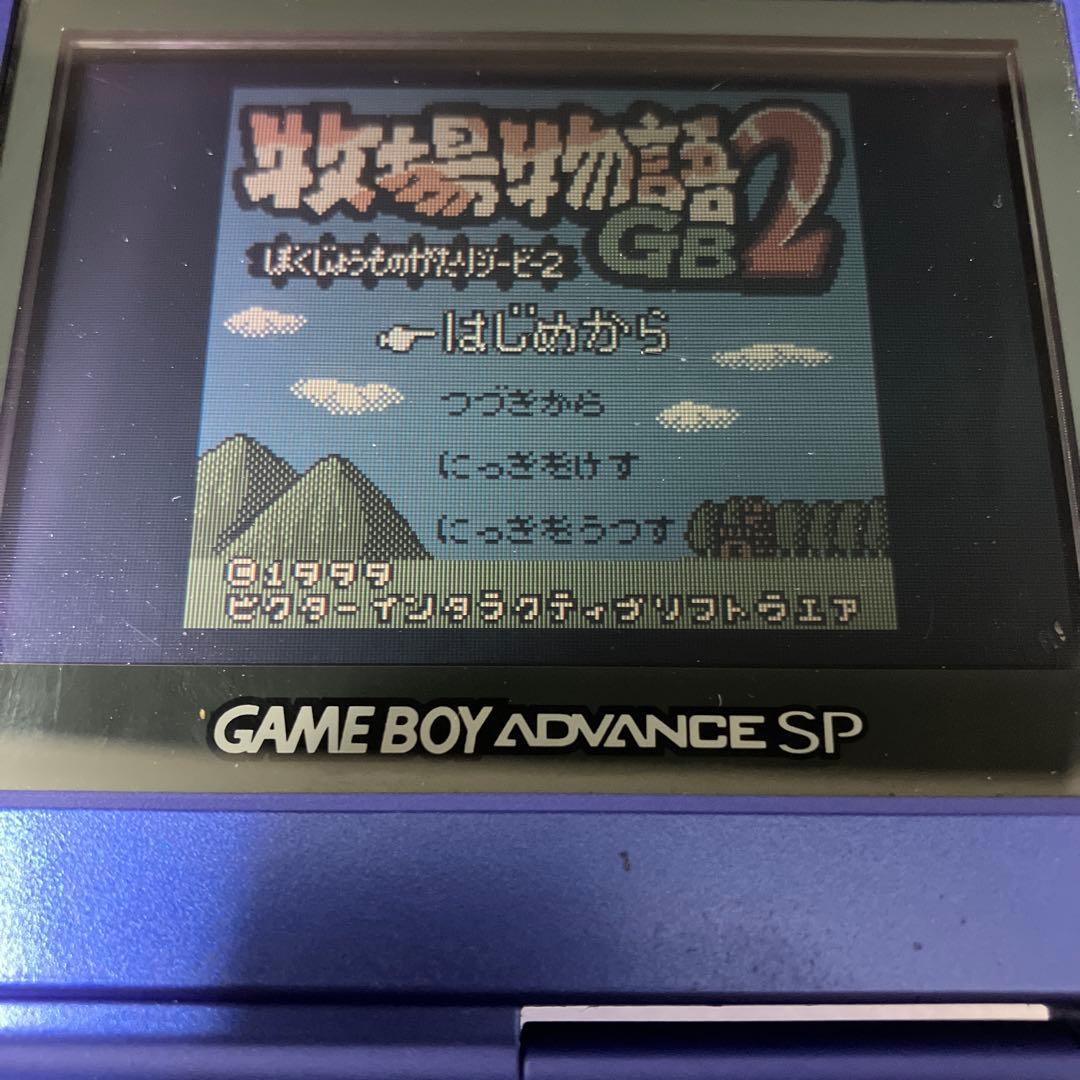 牧場物語2
GB
ぼくじょうものがたりジービー2
はじめから
つづきから
にっきをけす
にっきをうつす
©1999
ビクターインタラクティブソフトウエア
GAME BOY ADVANCE SP